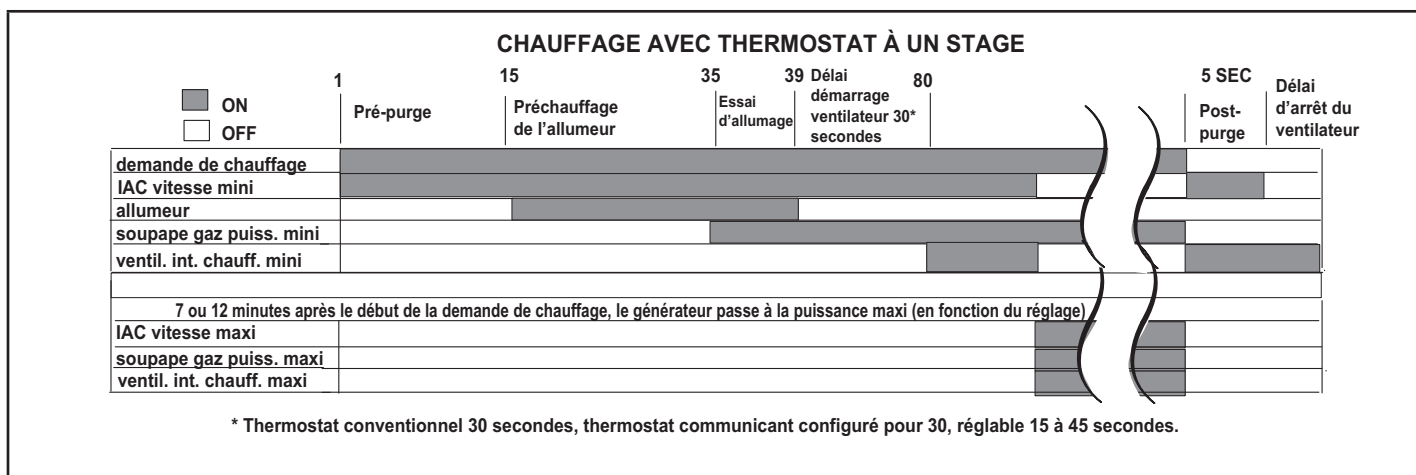 CHAUFFAGE AVEC THERMOSTAT À UN STAGE
1 15 35 39 80 5 SEC
ON
OFF
Pré-purge
Préchauffage
de l'allumeur
Essai
d'allumage
Délai
démarrage
ventilateur 30*
secondes
Post-
purge
Délai
d'arrêt du
ventilateur
demande de chauffage
IAC vitesse mini
allumeur
soupape gaz puiss. mini
ventil. int. chauff. mini
7 ou 12 minutes après le début de la demande de chauffage, le générateur passe à la puissance maxi (en fonction du réglage)
IAC vitesse maxi
soupape gaz puiss. maxi
ventil. int. chauff. maxi
* Thermostat conventionnel 30 secondes, thermostat communicant configuré pour 30, réglable 15 à 45 secondes.